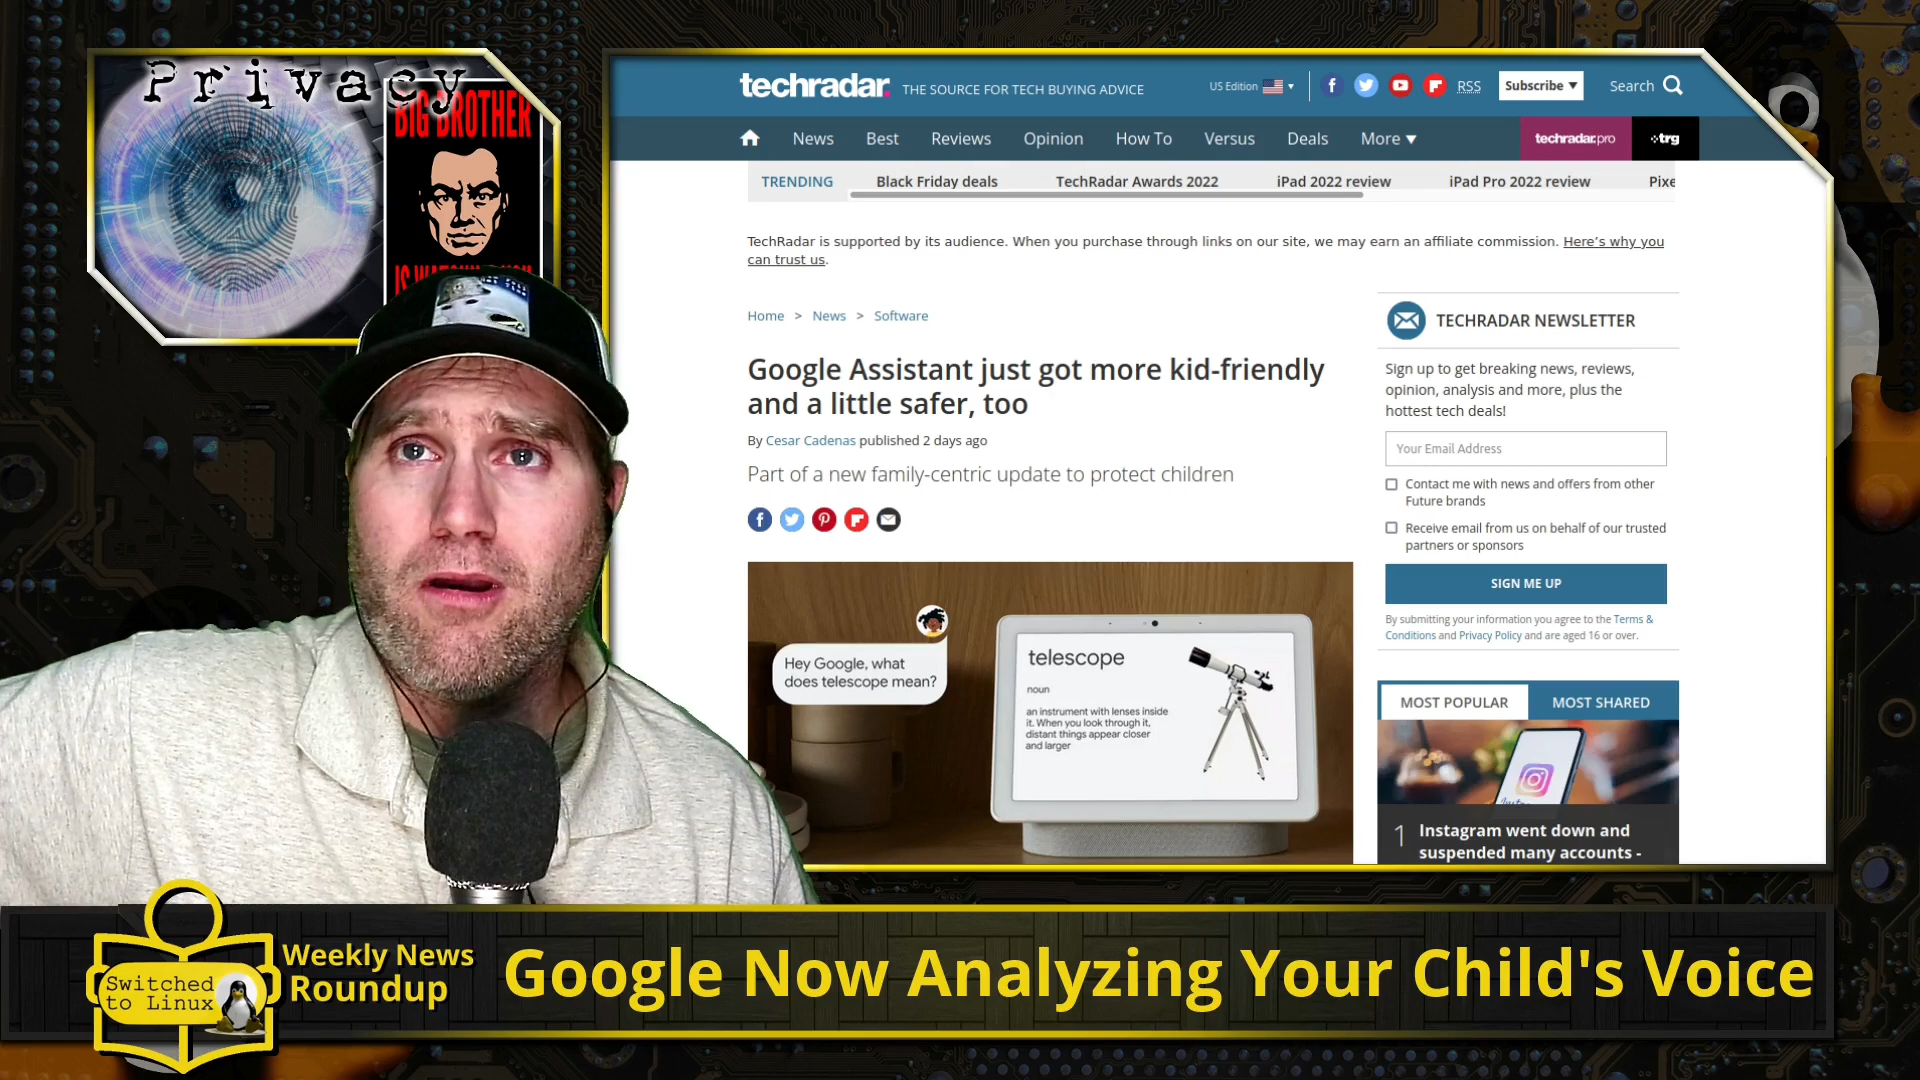 Privacy
BIG BROTHER
techradar.
THE SOURCE FOR TECH BUYING ADVICE
US Edition
RSS
Subscribe ▼
Search
News
Best
Reviews
Opinion
How To
Versus
Deals
More ▼
techradar.pro
trg
TRENDING
Black Friday deals
TechRadar Awards 2022
iPad 2022 review
iPad Pro 2022 review
Pixe
TechRadar is supported by its audience. When you purchase through links on our site, we may earn an affiliate commission. Here's why you
can trust us.
Home > News > Software
Google Assistant just got more kid-friendly
and a little safer, too
By Cesar Cadenas published 2 days ago
Part of a new family-centric update to protect children
Hey Google, what
does telescope mean?
telescope
noun
an instrument with lenses inside
it. When you look through it,
distant things appear closer
and larger
TECHRADAR NEWSLETTER
Sign up to get breaking news, reviews,
opinion, analysis and more, plus the
hottest tech deals!
Your Email Address
Contact me with news and offers from other
Future brands
Receive email from us on behalf of our trusted
partners or sponsors
SIGN ME UP
By submitting your information you agree to the Terms &
Conditions and Privacy Policy and are aged 16 or over.
MOST POPULAR
MOST SHARED
1
Instagram went down and
suspended many accounts -
Switched
to Linux
Weekly News
Roundup
Google Now Analyzing Your Child's Voice